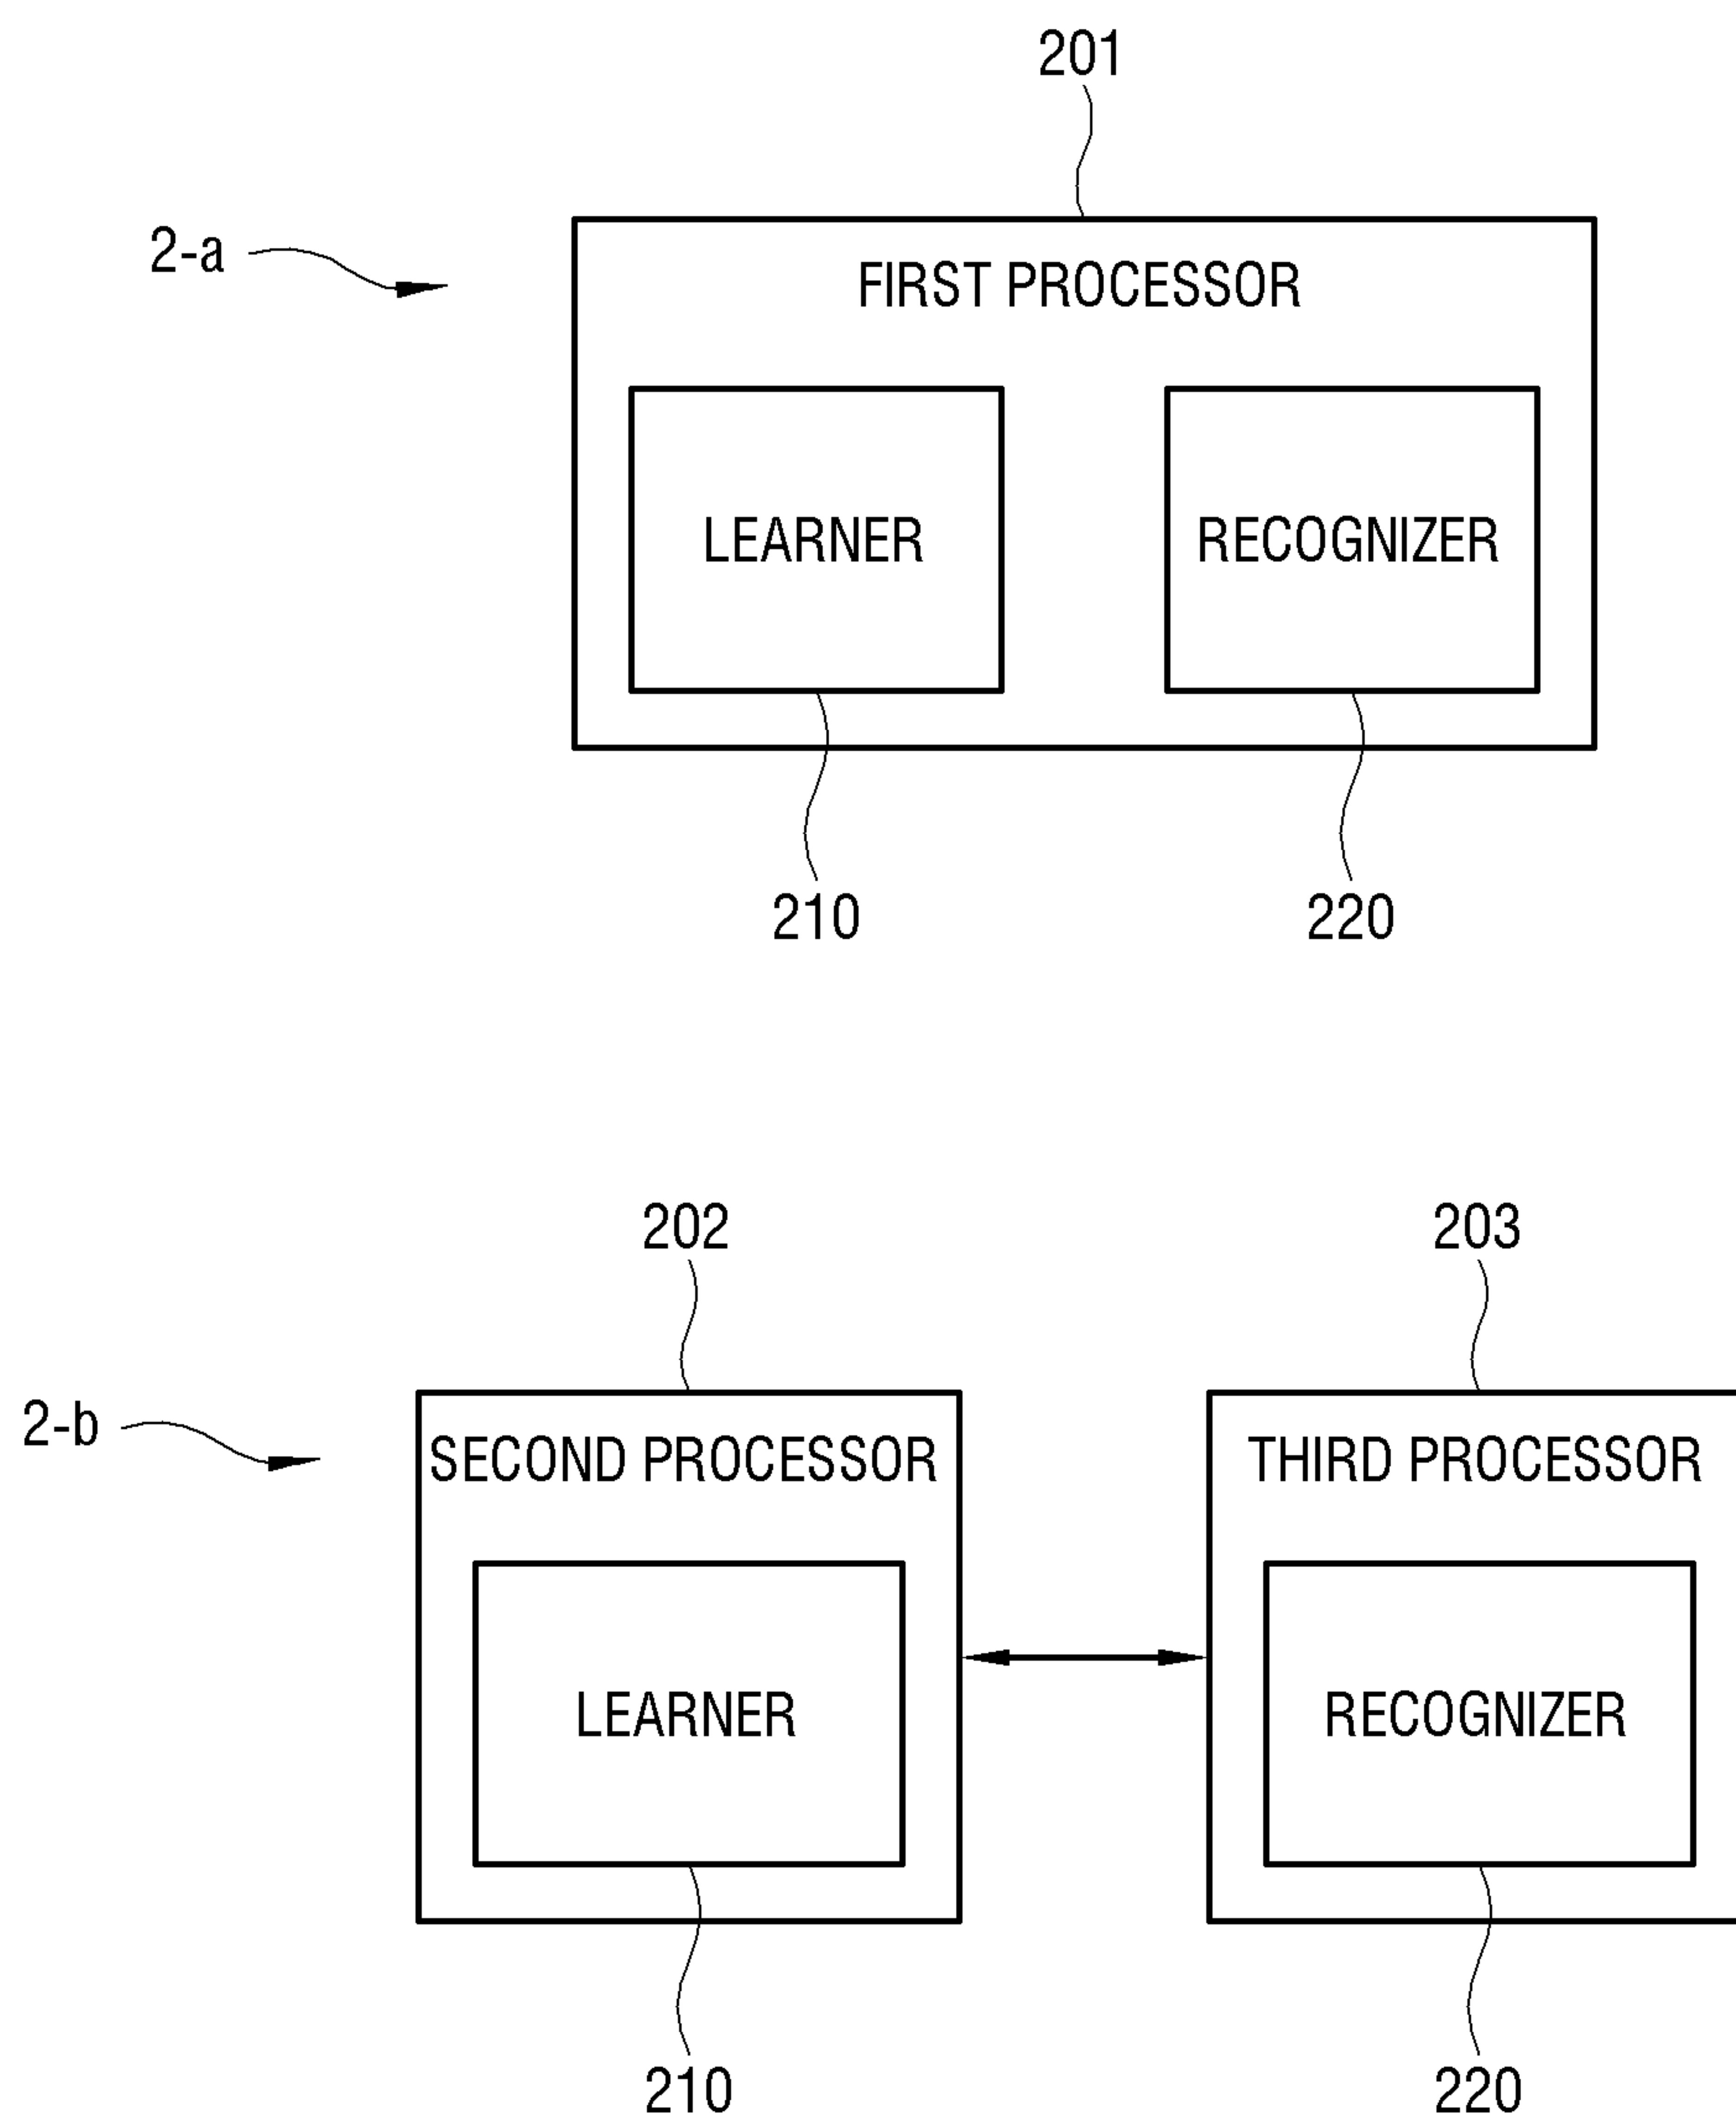 201
2-a
FIRST PROCESSOR
LEARNER
RECOGNIZER
210
220
202
203
2-b
SECOND PROCESSOR
THIRD PROCESSOR
LEARNER
RECOGNIZER
210
220